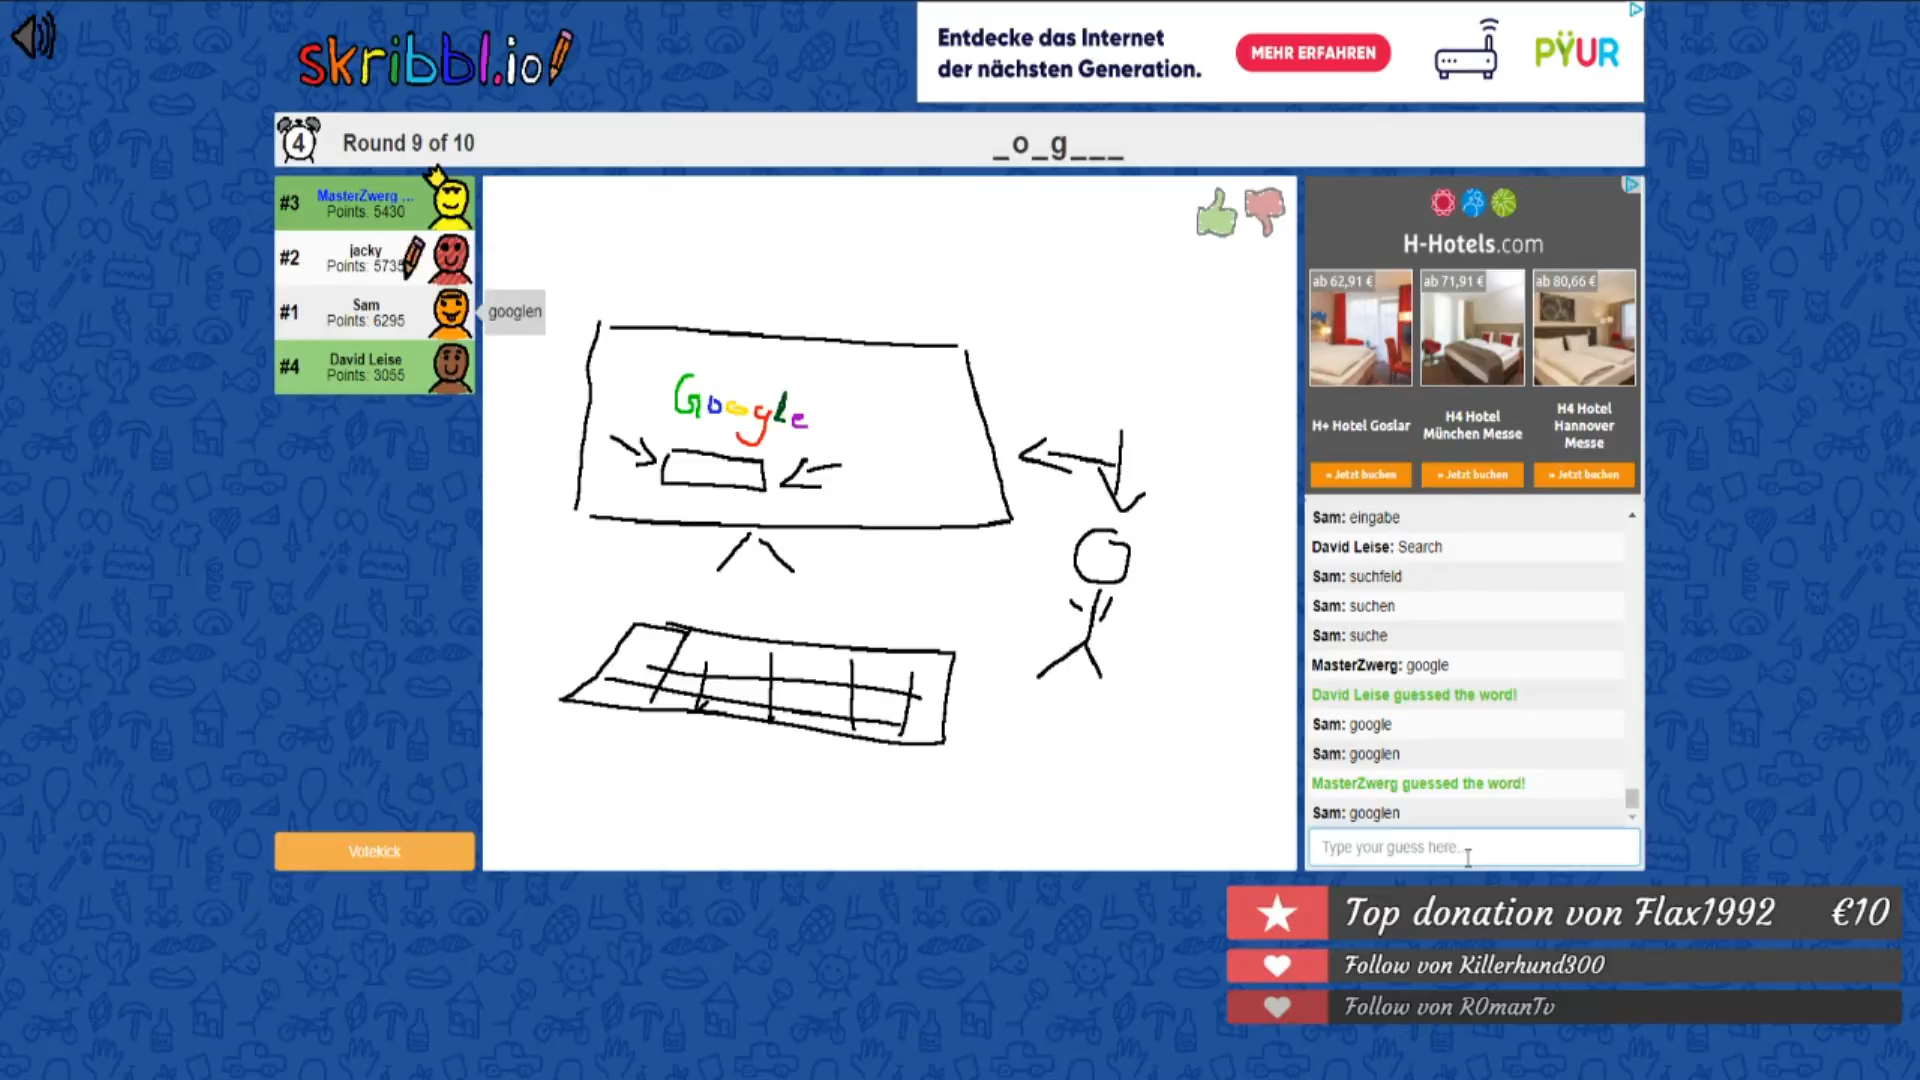 skribbl.io
Entdecke das Internet
der nächsten Generation.
MEHR ERFAHREN
PŸUR
4
Round 9 of 10
_o_g___
#3
MasterZwerg ...
Points: 5430
#2
jacky
Points: 5735
#1
Sam
Points: 6295
googlen
#4
David Leise
Points: 3055
Google
Votekick
H-Hotels.com
ab 62,91 €
ab 71,91 €
ab 80,66 €
H+ Hotel Goslar
H4 Hotel
München Messe
H4 Hotel
Hannover
Messe
» Jetzt buchen
» Jetzt buchen
» Jetzt buchen
Sam: eingabe
David Leise: Search
Sam: suchfeld
Sam: suchen
Sam: suche
MasterZwerg: google
David Leise guessed the word!
Sam: google
Sam: googlen
MasterZwerg guessed the word!
Sam: googlen
Type your guess here...
Top donation von Flax1992 €10
Follow von Killerhund300
Follow von R0manTv